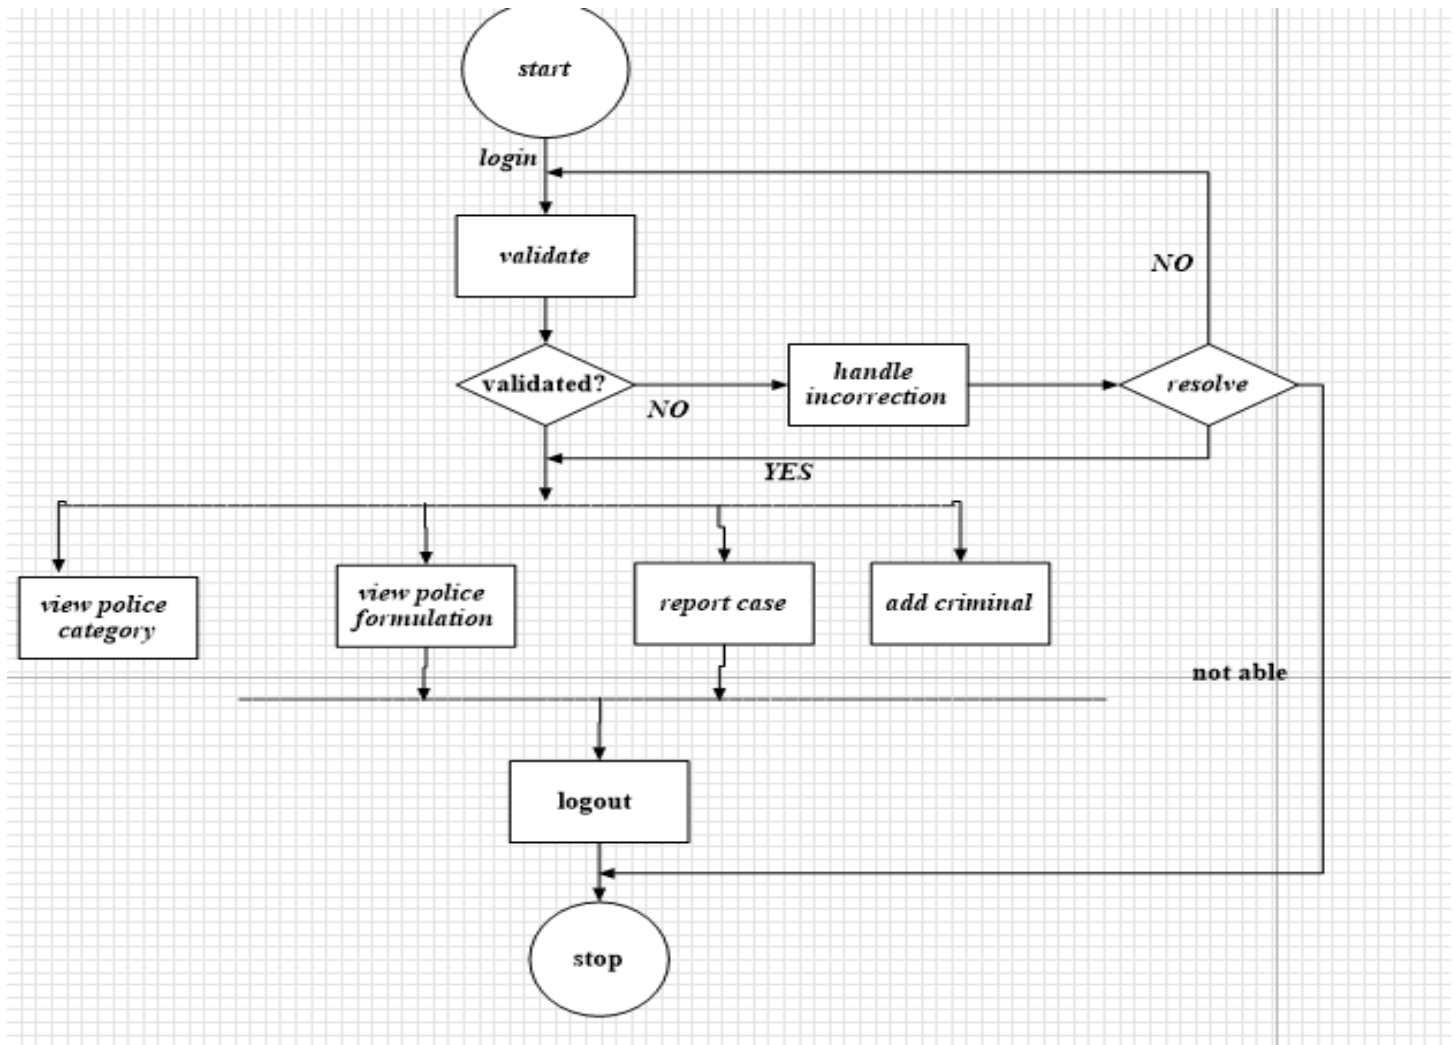 start
login
validate
NO
validated?
NO
handle
incorrection
resolve
YES
view police
category
view police
formulation
report case
add criminal
not able
logout
stop